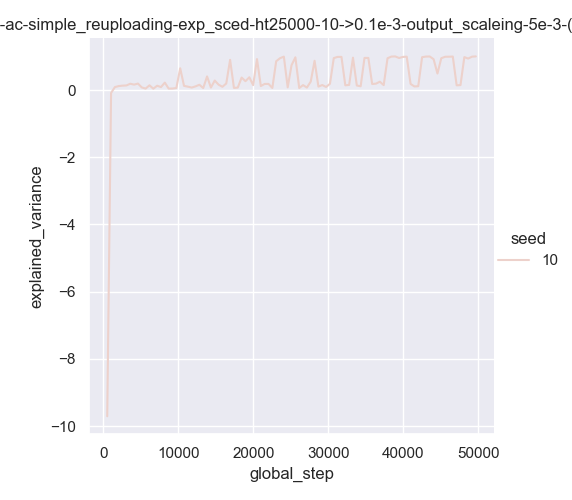 -ac-simple_reuploading-exp_sced-ht25000-10->0.1e-3-output_scaleing-5e-3-(
0
−2
−4
−6
−8
−10
explained_variance
0 10000 20000 30000 40000 50000
global_step
seed
10